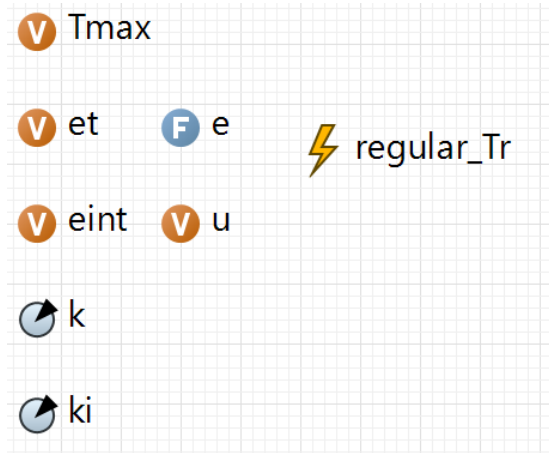 V Tmax
V et F e
regular_Tr
V eint V u
k
ki